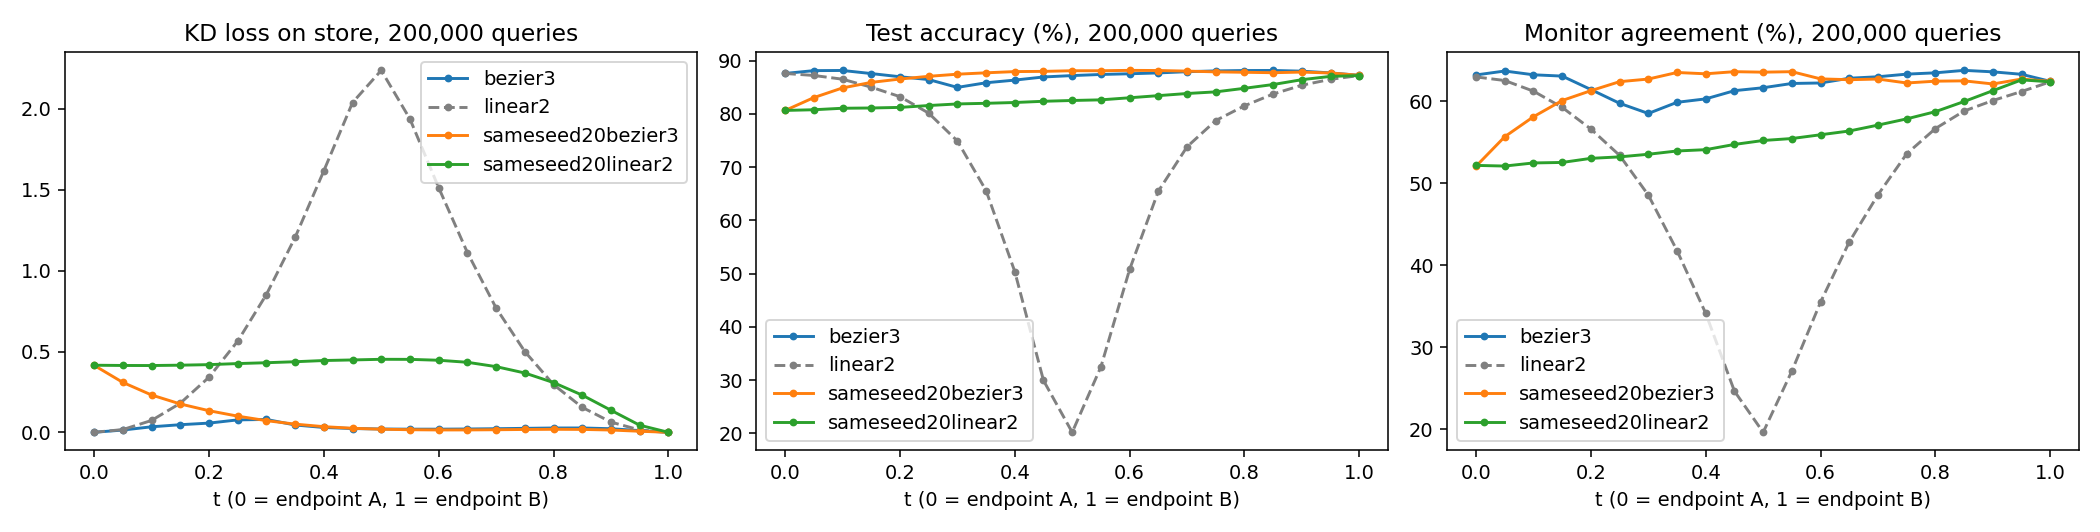 KD loss on store, 200,000 queries
2.0
1.5
1.0
0.5
0.0
0.0 0.2 0.4 0.6 0.8 1.0
t (0 = endpoint A, 1 = endpoint B)
bezier3
linear2
sameseed20bezier3
sameseed20linear2
Test accuracy (%), 200,000 queries
90
80
70
60
50
40
30
20
0.0 0.2 0.4 0.6 0.8 1.0
t (0 = endpoint A, 1 = endpoint B)
bezier3
linear2
sameseed20bezier3
sameseed20linear2
Monitor agreement (%), 200,000 queries
60
50
40
30
20
0.0 0.2 0.4 0.6 0.8 1.0
t (0 = endpoint A, 1 = endpoint B)
bezier3
linear2
sameseed20bezier3
sameseed20linear2